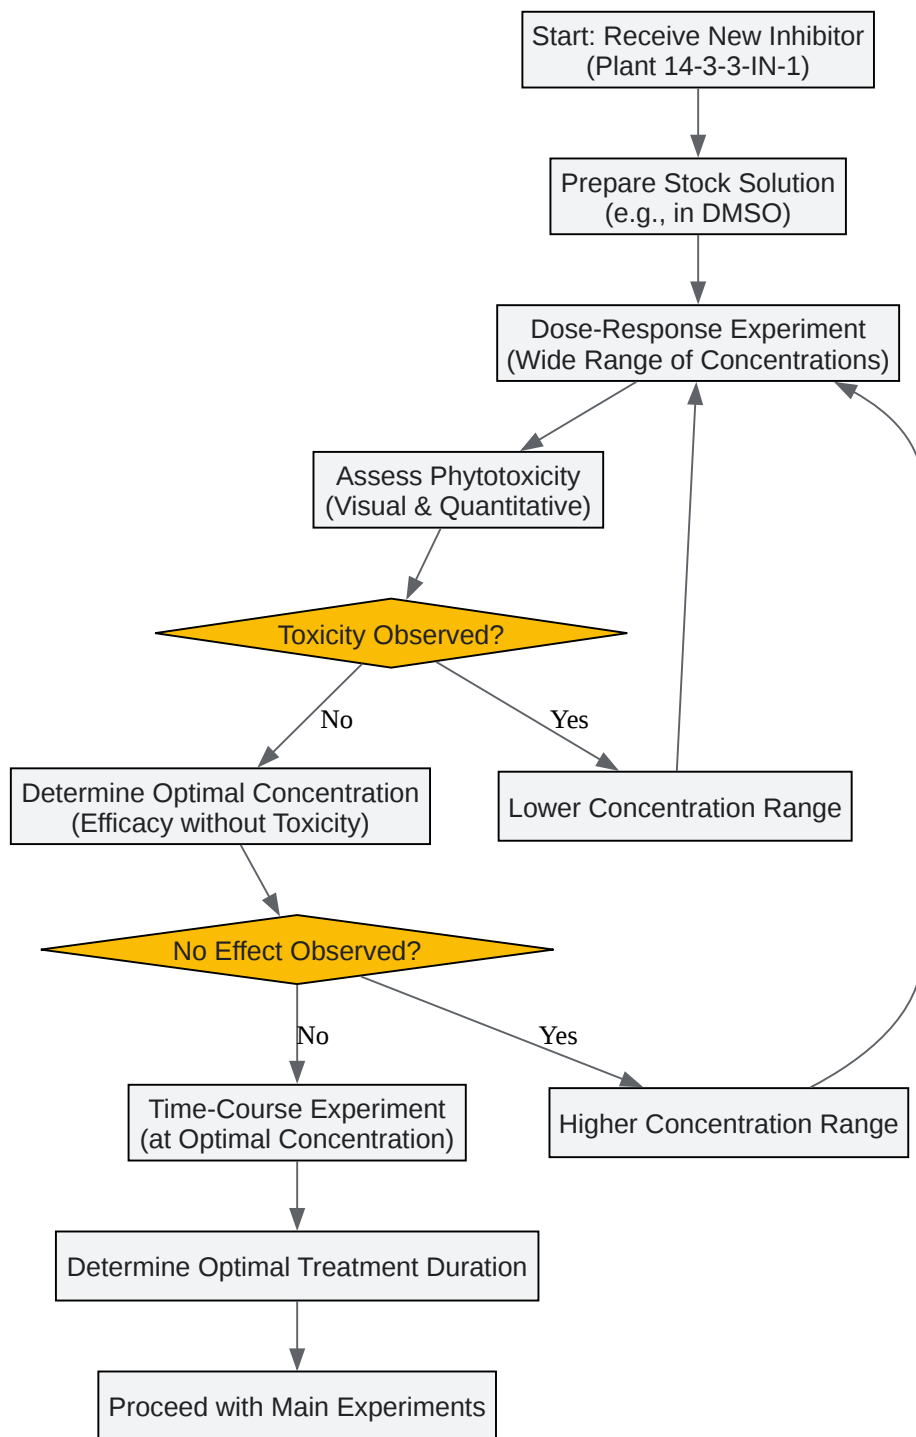 Start: Receive New Inhibitor
(Plant 14-3-3-IN-1)
Prepare Stock Solution
(e.g., in DMSO)
Dose-Response Experiment
(Wide Range of Concentrations)
Assess Phytotoxicity
(Visual & Quantitative)
Toxicity Observed?
No
Yes
Determine Optimal Concentration
(Efficacy without Toxicity)
Lower Concentration Range
No Effect Observed?
No
Yes
Time-Course Experiment
(at Optimal Concentration)
Higher Concentration Range
Determine Optimal Treatment Duration
Proceed with Main Experiments